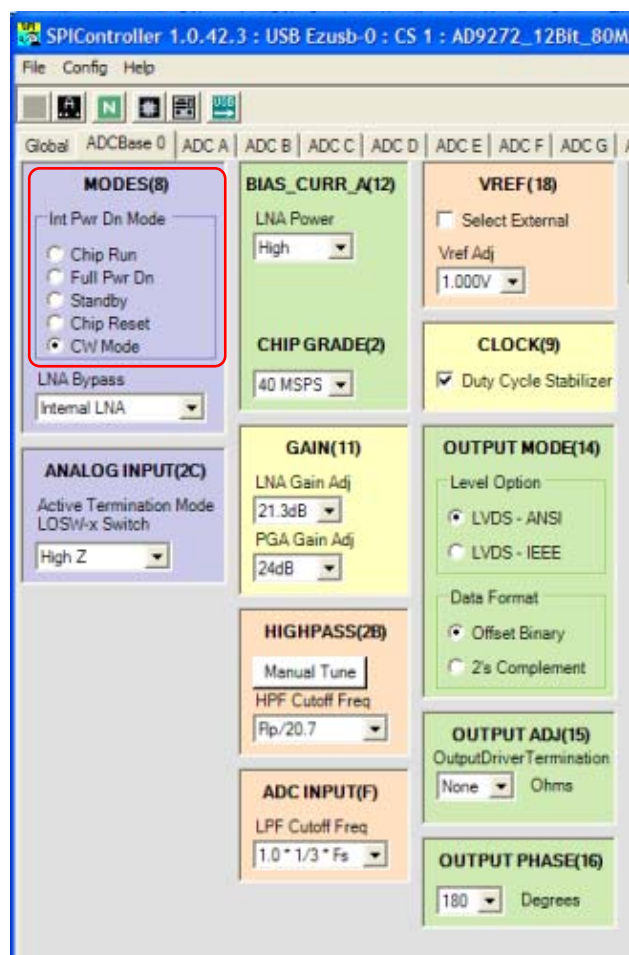 SPIController 1.0.42.3 : USB Ezusb-0 : CS 1 : AD9272_12Bit_80M
File Config Help
Global ADCBase 0 ADC A ADC B ADC C ADC D ADC E ADC F ADC G
MODES(8)
Int Pwr Dn Mode
Chip Run
Full Pwr Dn
Standby
Chip Reset
CW Mode
LNA Bypass
Internal LNA
ANALOG INPUT(2C)
Active Termination Mode
LOSW-x Switch
High Z
BIAS_CURR_A(12)
LNA Power
High
CHIP GRADE(2)
40 MSPS
GAIN(11)
LNA Gain Adj
21.3dB
PGA Gain Adj
24dB
HIGHPASS(2B)
Manual Tune
HPF Cutoff Freq
Rp/20.7
ADC INPUT(F)
LPF Cutoff Freq
1.0 * 1/3 * Fs
VREF(18)
Select External
Vref Adj
1.000V
CLOCK(9)
Duty Cycle Stabilizer
OUTPUT MODE(14)
Level Option
LVDS - ANSI
LVDS - IEEE
Data Format
Offset Binary
2's Complement
OUTPUT ADJ(15)
OutputDriverTermination
None Ohms
OUTPUT PHASE(16)
180 Degrees